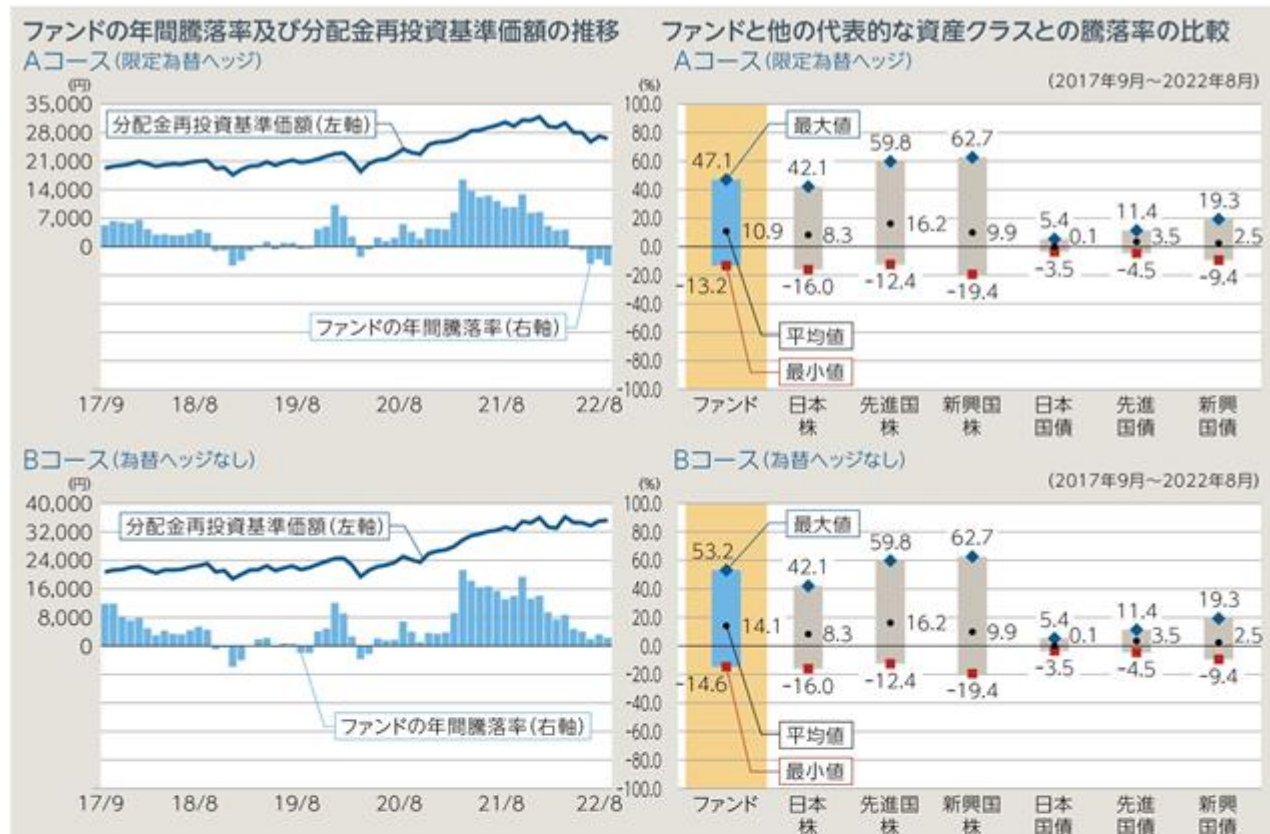 ファンドの年間騰落率及び分配金再投資基準価額の推移
Aコース(限定為替ヘッジ)
(円)
(%)
35,000
28,000
21,000
14,000
7,000
0
100.0
80.0
60.0
40.0
20.0
0.0
-20.0
-40.0
-60.0
-80.0
-100.0
分配金再投資基準価額(左軸)
ファンドの年間騰落率(右軸)
17/9 18/8 19/8 20/8 21/8 22/8
ファンドと他の代表的な資産クラスとの騰落率の比較
Aコース(限定為替ヘッジ)
(2017年9月〜2022年8月)
最大値
47.1 42.1 59.8 62.7 5.4 11.4 19.3
10.9 8.3 16.2 9.9 0.1 3.5 2.5
-13.2 -16.0 -12.4 -19.4 -3.5 -4.5 -9.4
平均値
最小値
ファンド 日本 先進国 新興国 日本 先進 新興
株 株 株 国債 国債 国債
Bコース(為替ヘッジなし)
(円)
(%)
40,000
32,000
24,000
16,000
8,000
0
100.0
80.0
60.0
40.0
20.0
0.0
-20.0
-40.0
-60.0
-80.0
-100.0
分配金再投資基準価額(左軸)
ファンドの年間騰落率(右軸)
17/9 18/8 19/8 20/8 21/8 22/8
Bコース(為替ヘッジなし)
(2017年9月〜2022年8月)
最大値
53.2 42.1 59.8 62.7 5.4 11.4 19.3
14.1 8.3 16.2 9.9 0.1 3.5 2.5
-14.6 -16.0 -12.4 -19.4 -3.5 -4.5 -9.4
平均値
最小値
ファンド 日本 先進国 新興国 日本 先進 新興
株 株 株 国債 国債 国債